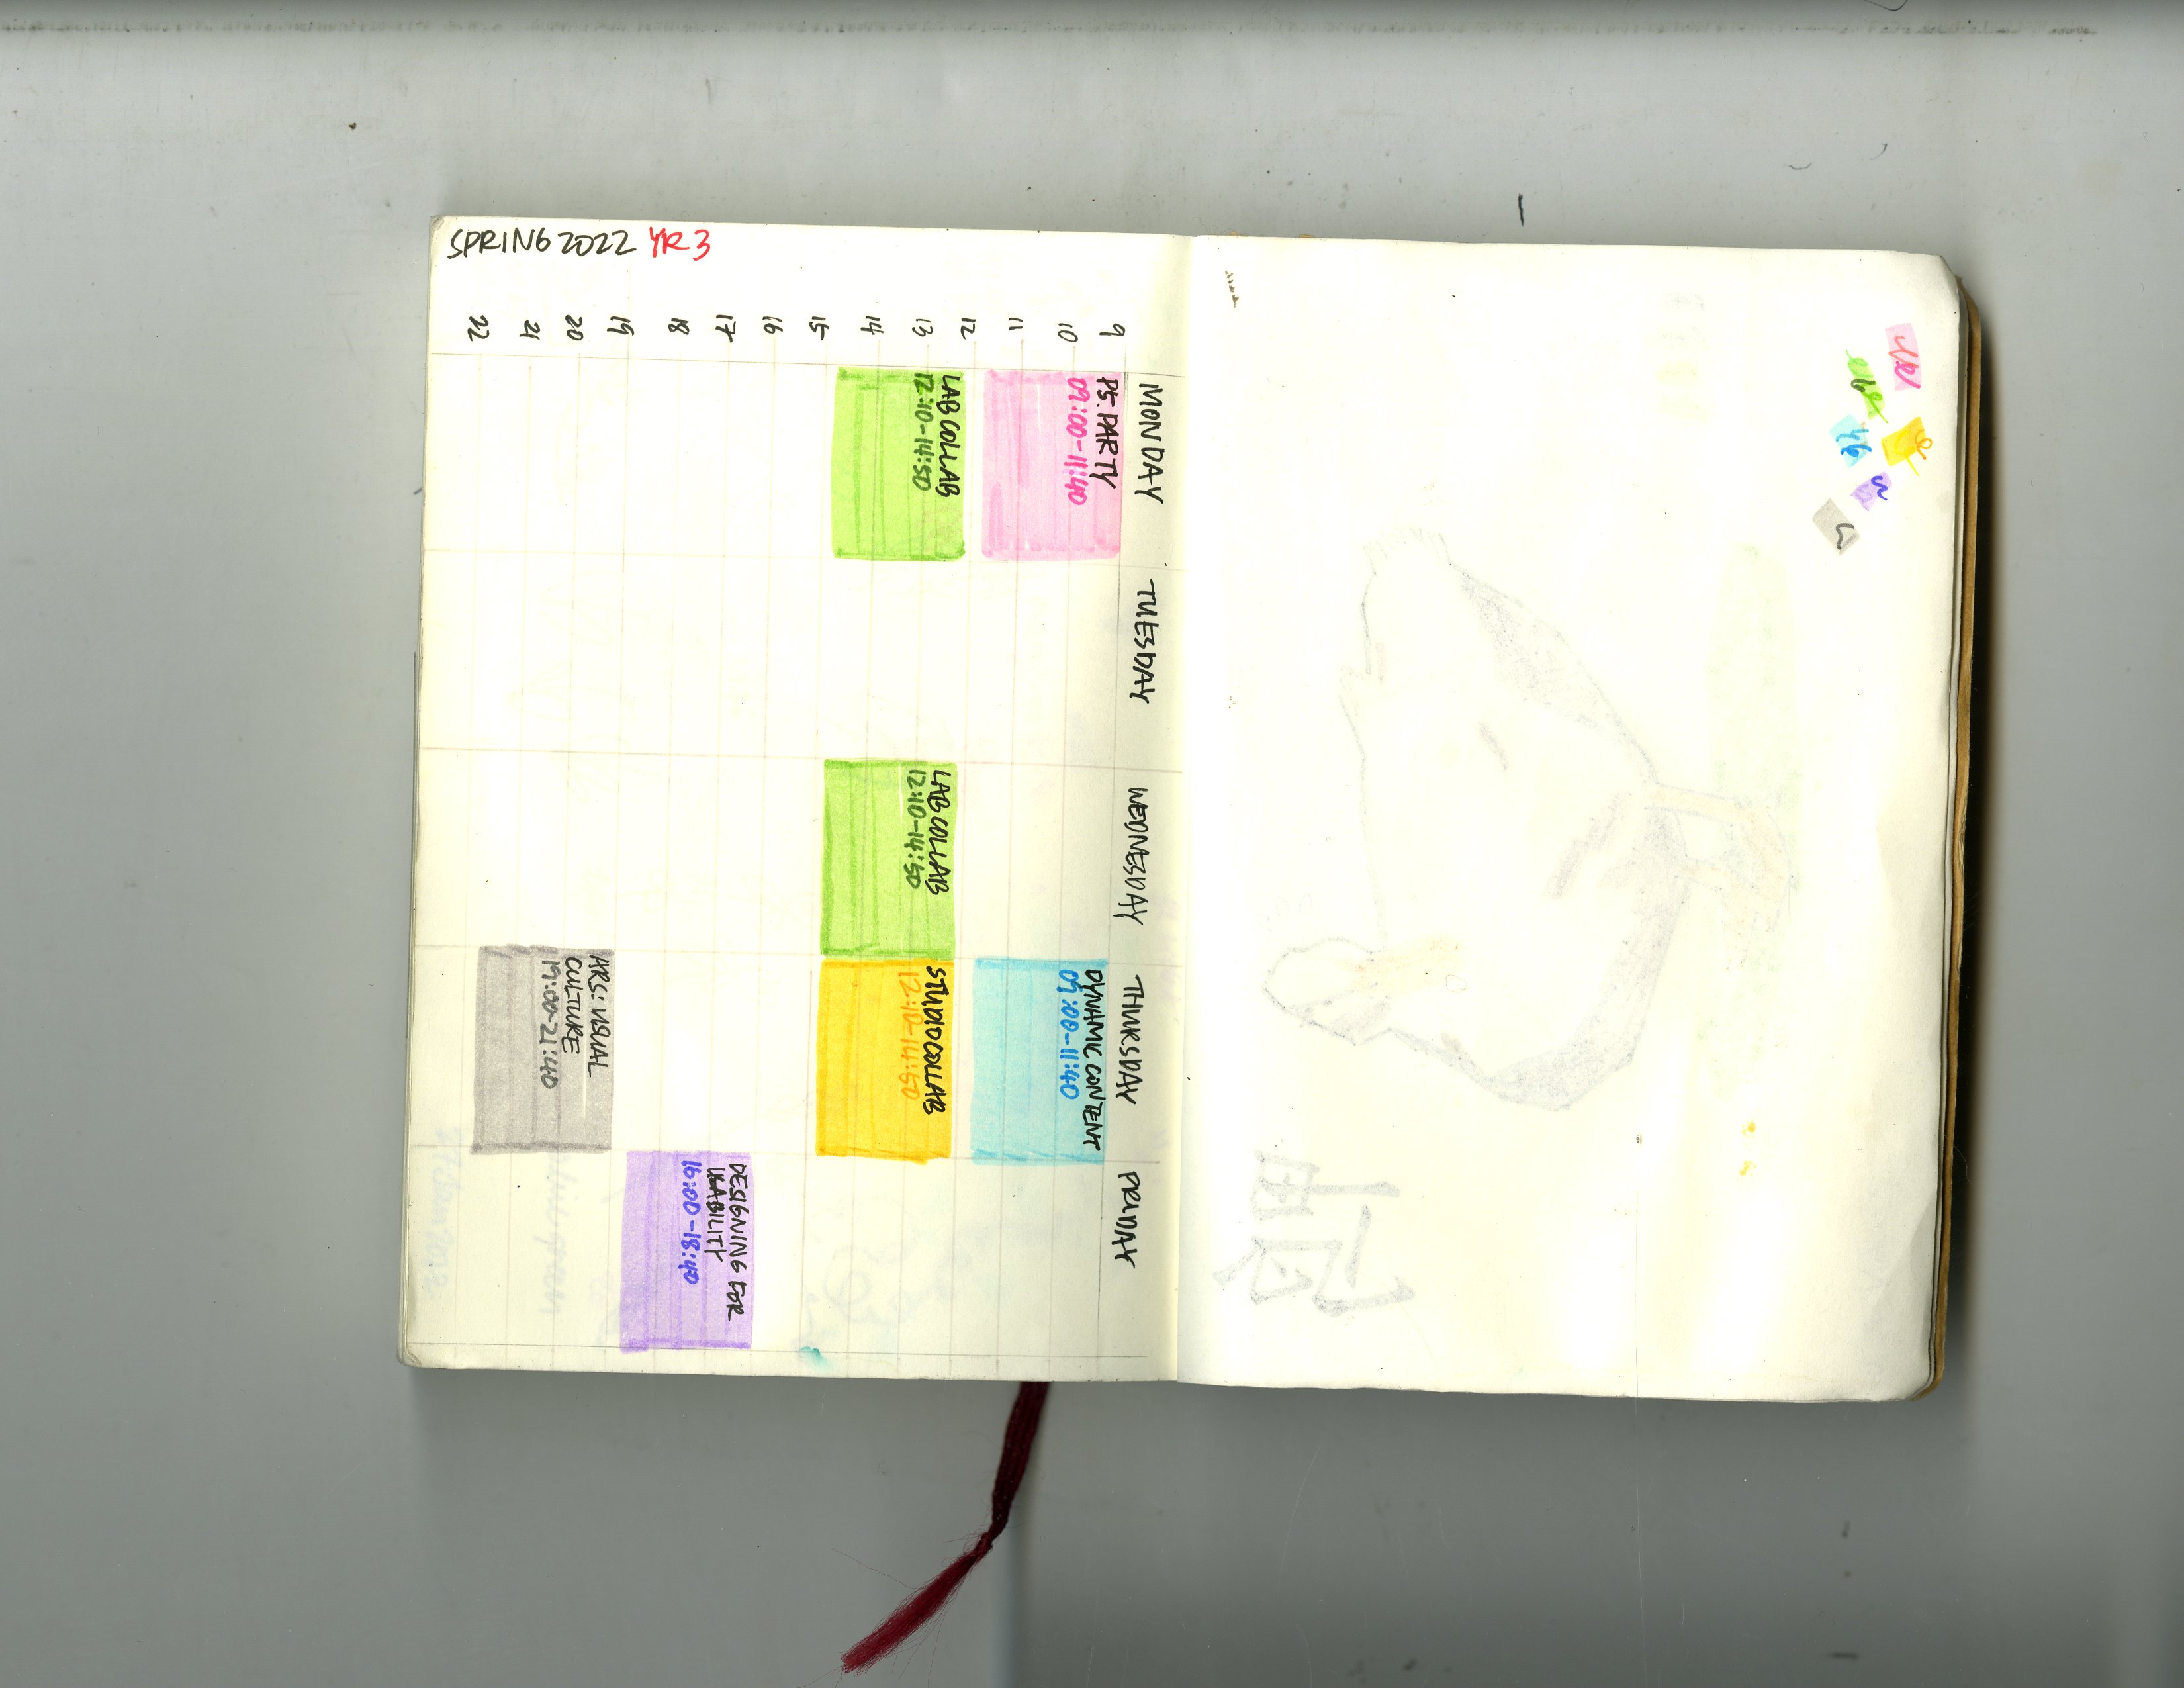 SPRING 2022 YR 3
9
10
11
12
13
14
15
16
17
18
19
20
21
22
MONDAY
P5: PARTY
09:00-11:40
LAB COLLAB
12:10-14:50
TUESDAY
WEDNESDAY
LAB COLLAB
12:10-14:50
THURSDAY
DYNAMIC CONTENT
09:00-11:40
STUDIO COLLAB
12:10-14:50
ARS: VISUAL
CULTURE
19:00-21:40
FRIDAY
DESIGNING FOR
USABILITY
16:00-18:40